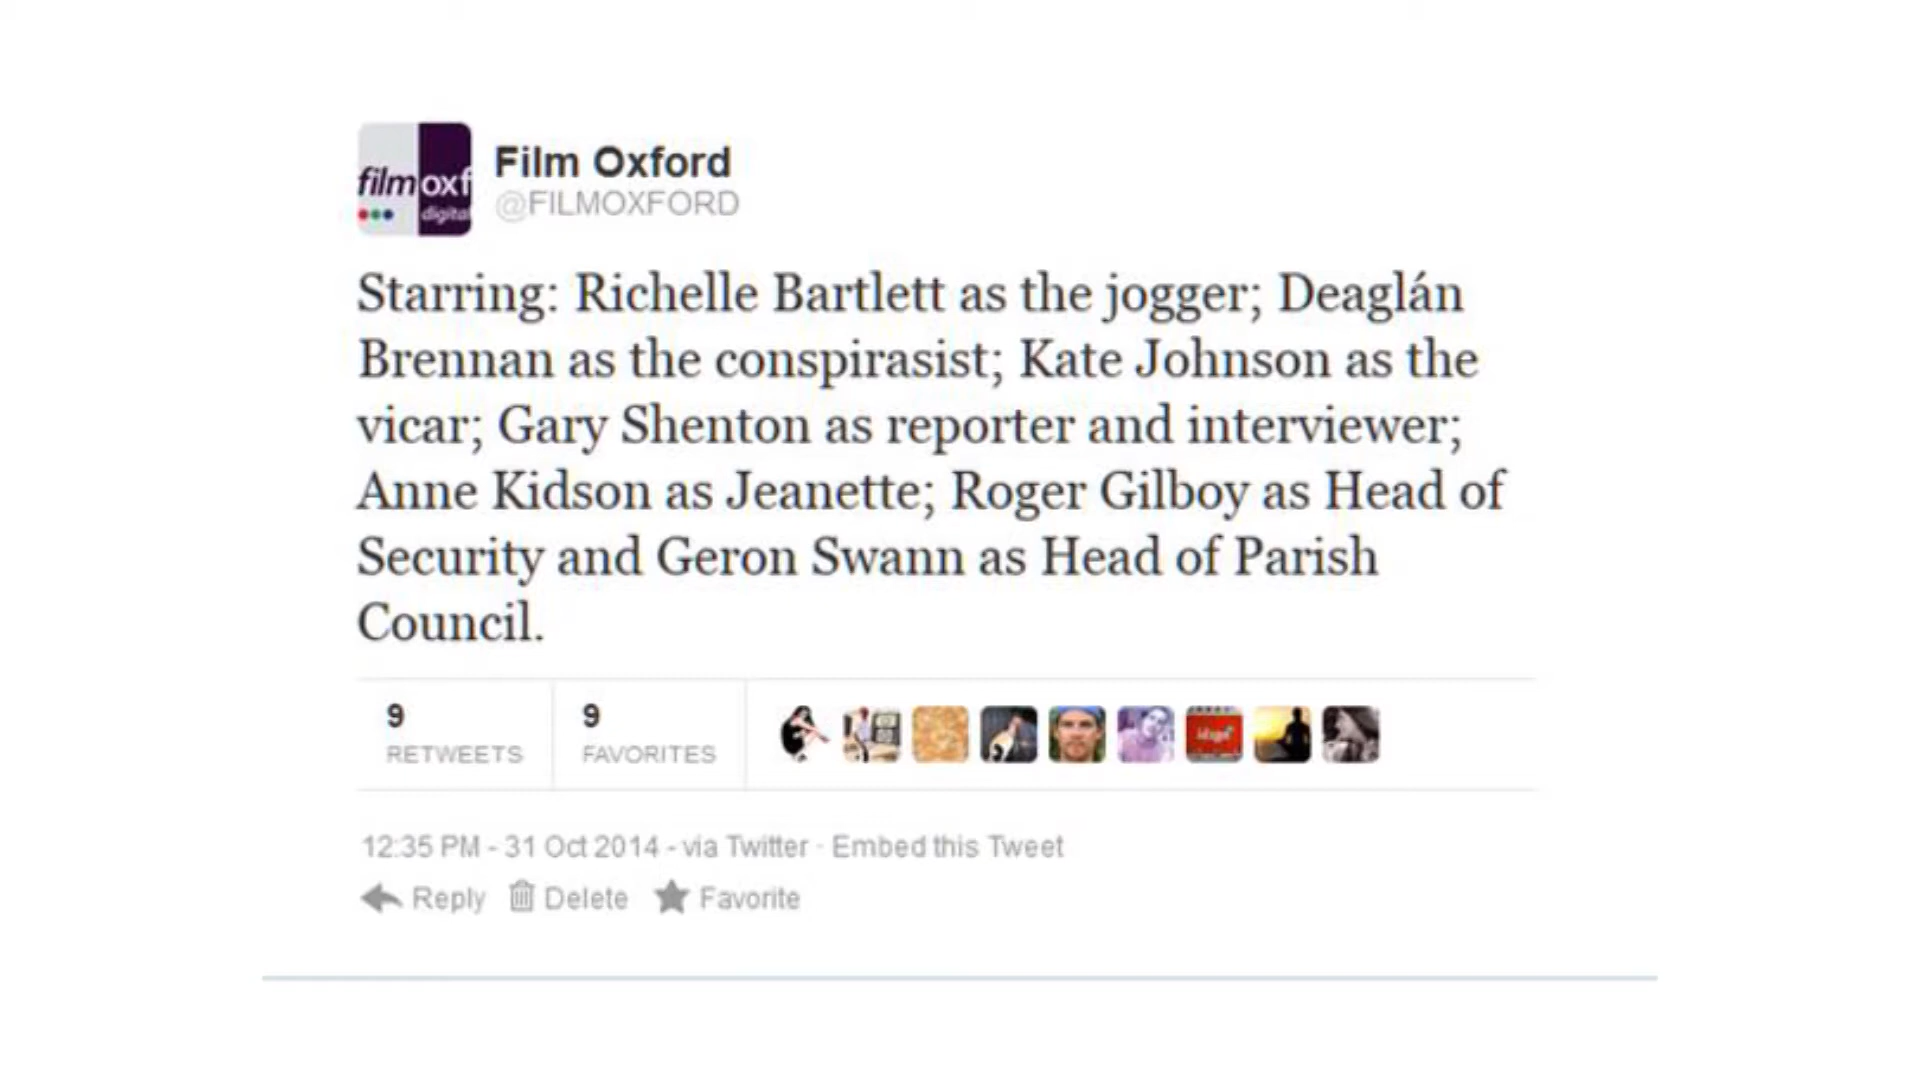 filmoxf
digital
Film Oxford
@FILMOXFORD
Starring: Richelle Bartlett as the jogger; Deaglán
Brennan as the conspirasist; Kate Johnson as the
vicar; Gary Shenton as reporter and interviewer;
Anne Kidson as Jeanette; Roger Gilboy as Head of
Security and Geron Swann as Head of Parish
Council.
9 9
RETWEETS FAVORITES
12:35 PM - 31 Oct 2014 - via Twitter · Embed this Tweet
Reply Delete Favorite